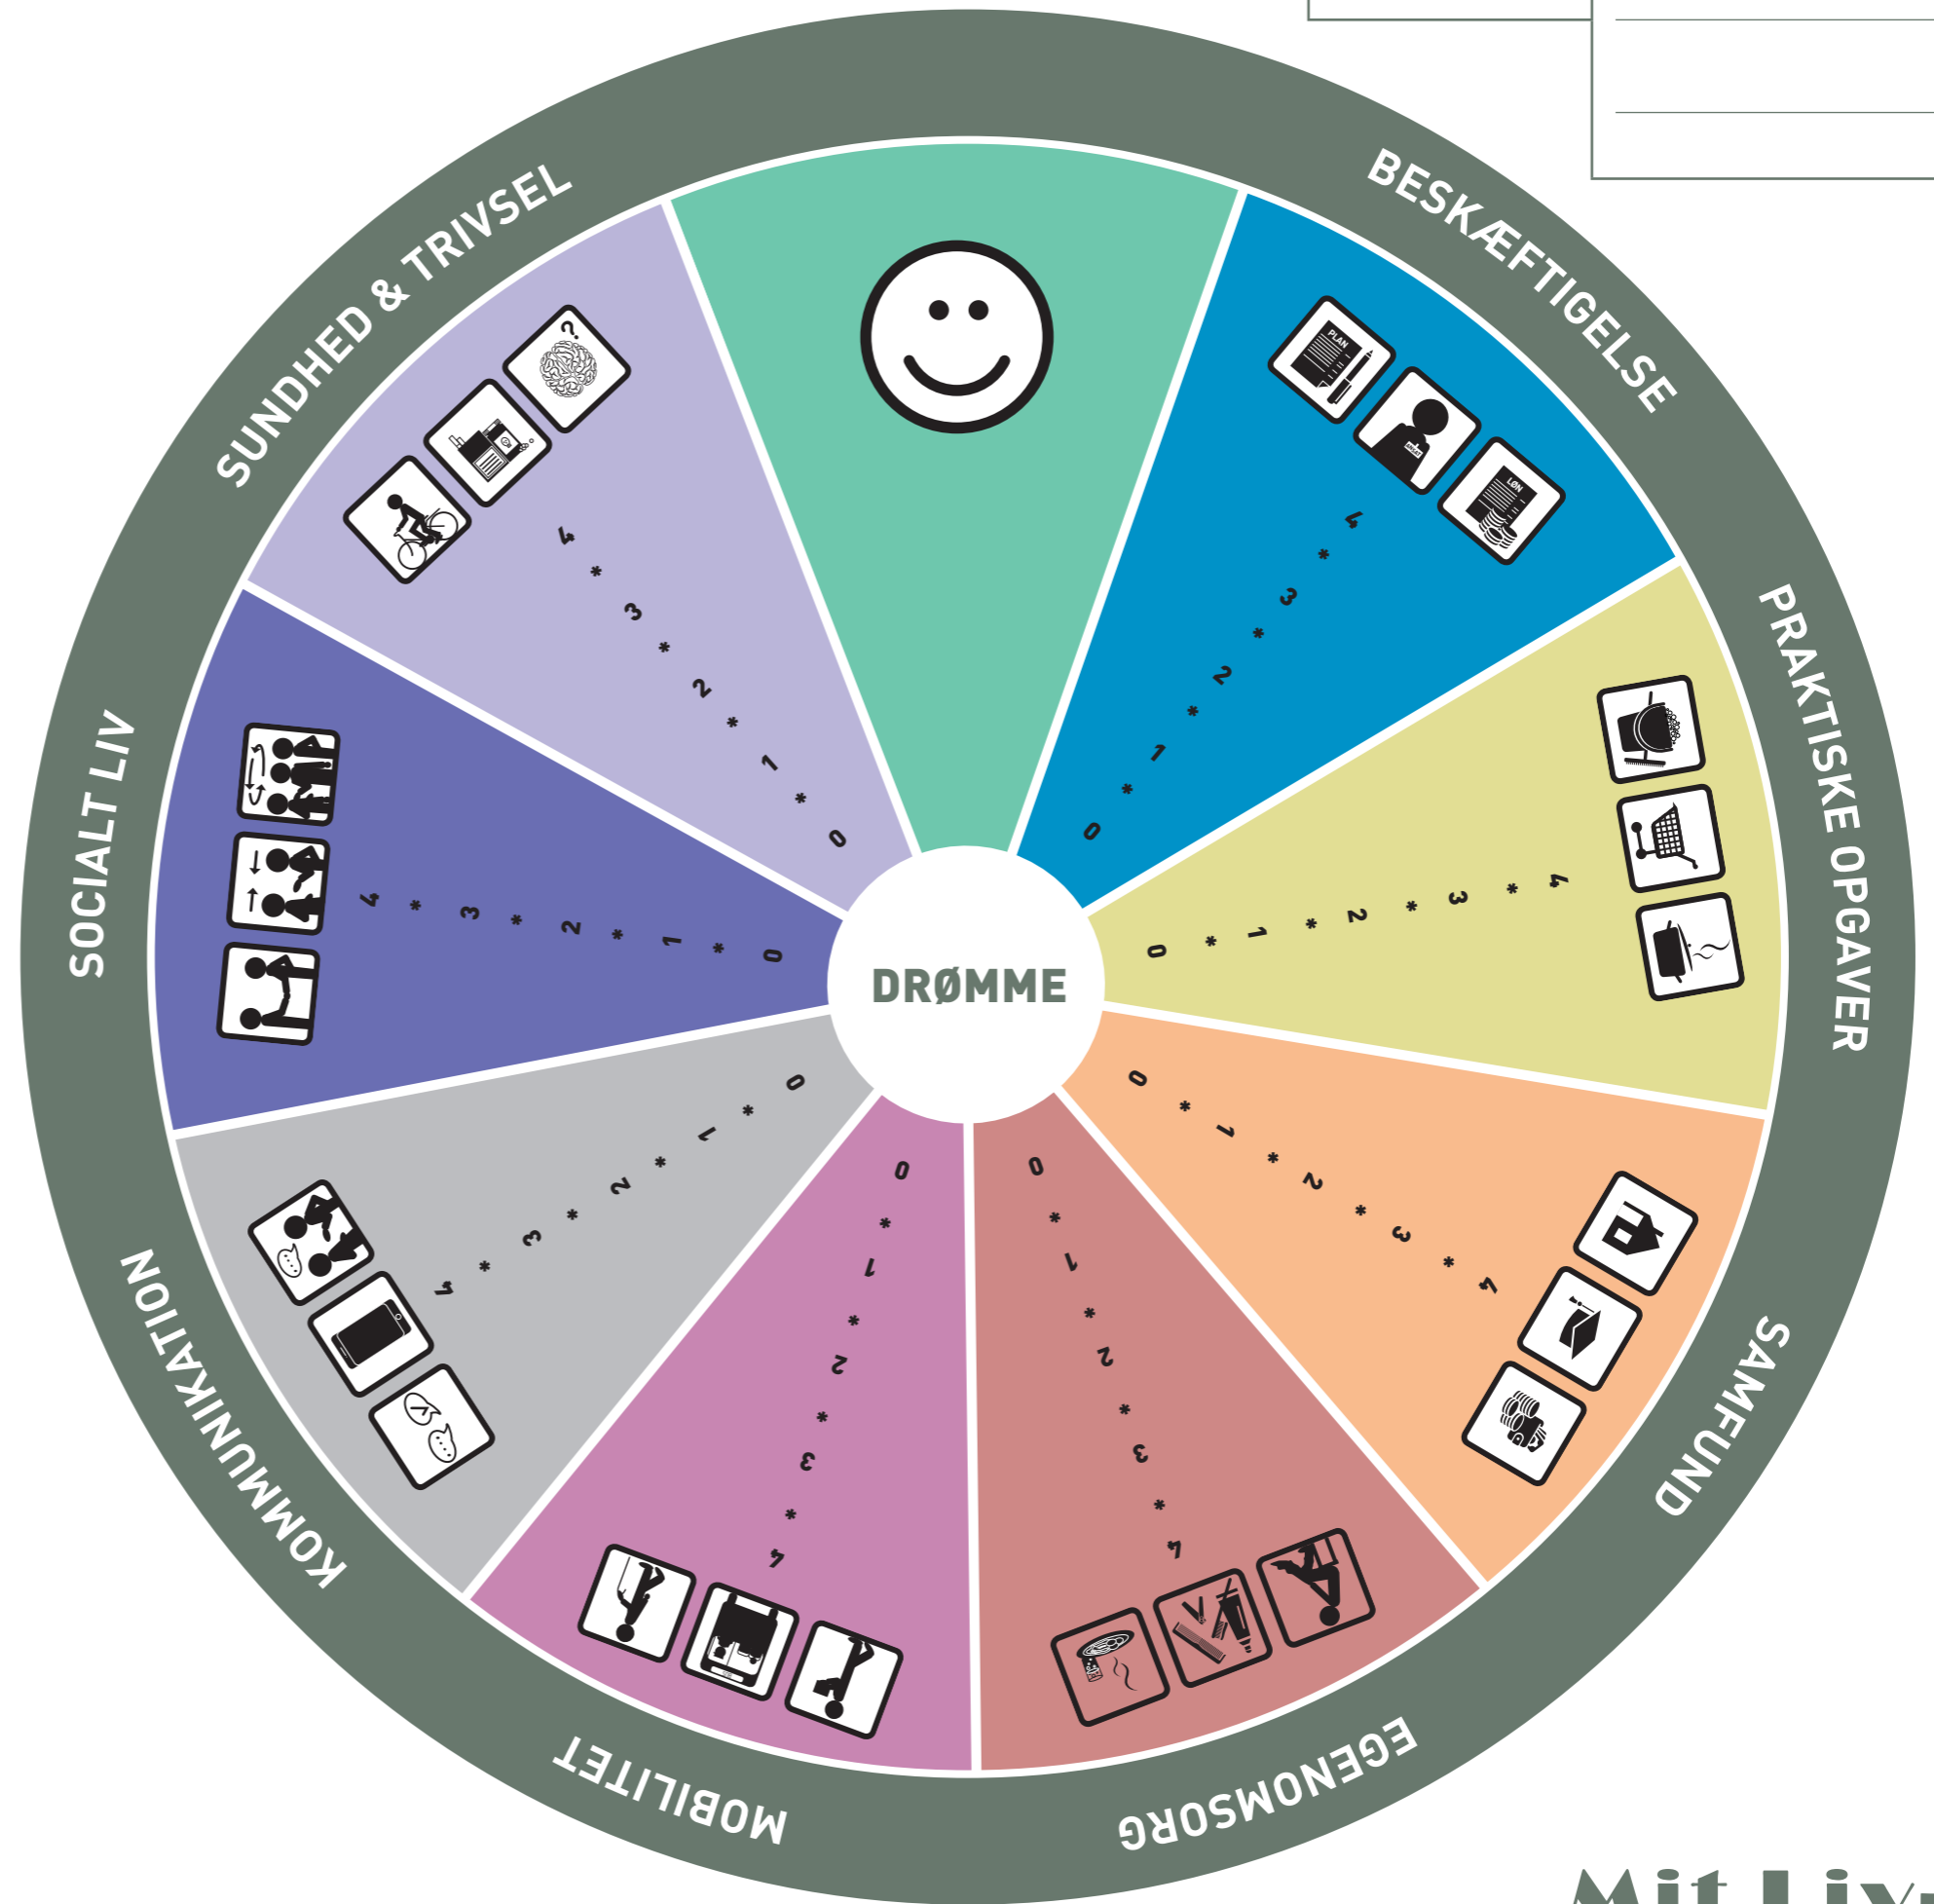 BESKÆFTIGELSE
PLAN
LØN
0 * 1 * 2 * 3 * 4
PRAKTISKE OPGAVER
0 * 1 * 2 * 3 * 4
SAMFUND
0 * 1 * 2 * 3 * 4
EGENOMSORG
0 * 1 * 2 * 3 * 4
MOBILITET
0 * 1 * 2 * 3 * 4
KOMMUNIKATION
0 * 1 * 2 * 3 * 4
SOCIALT LIV
4 * 3 * 2 * 1 * 0
SUNDHED & TRIVSEL
?
4 * 3 * 2 * 1 * 0
DRØMME
Mit Liv